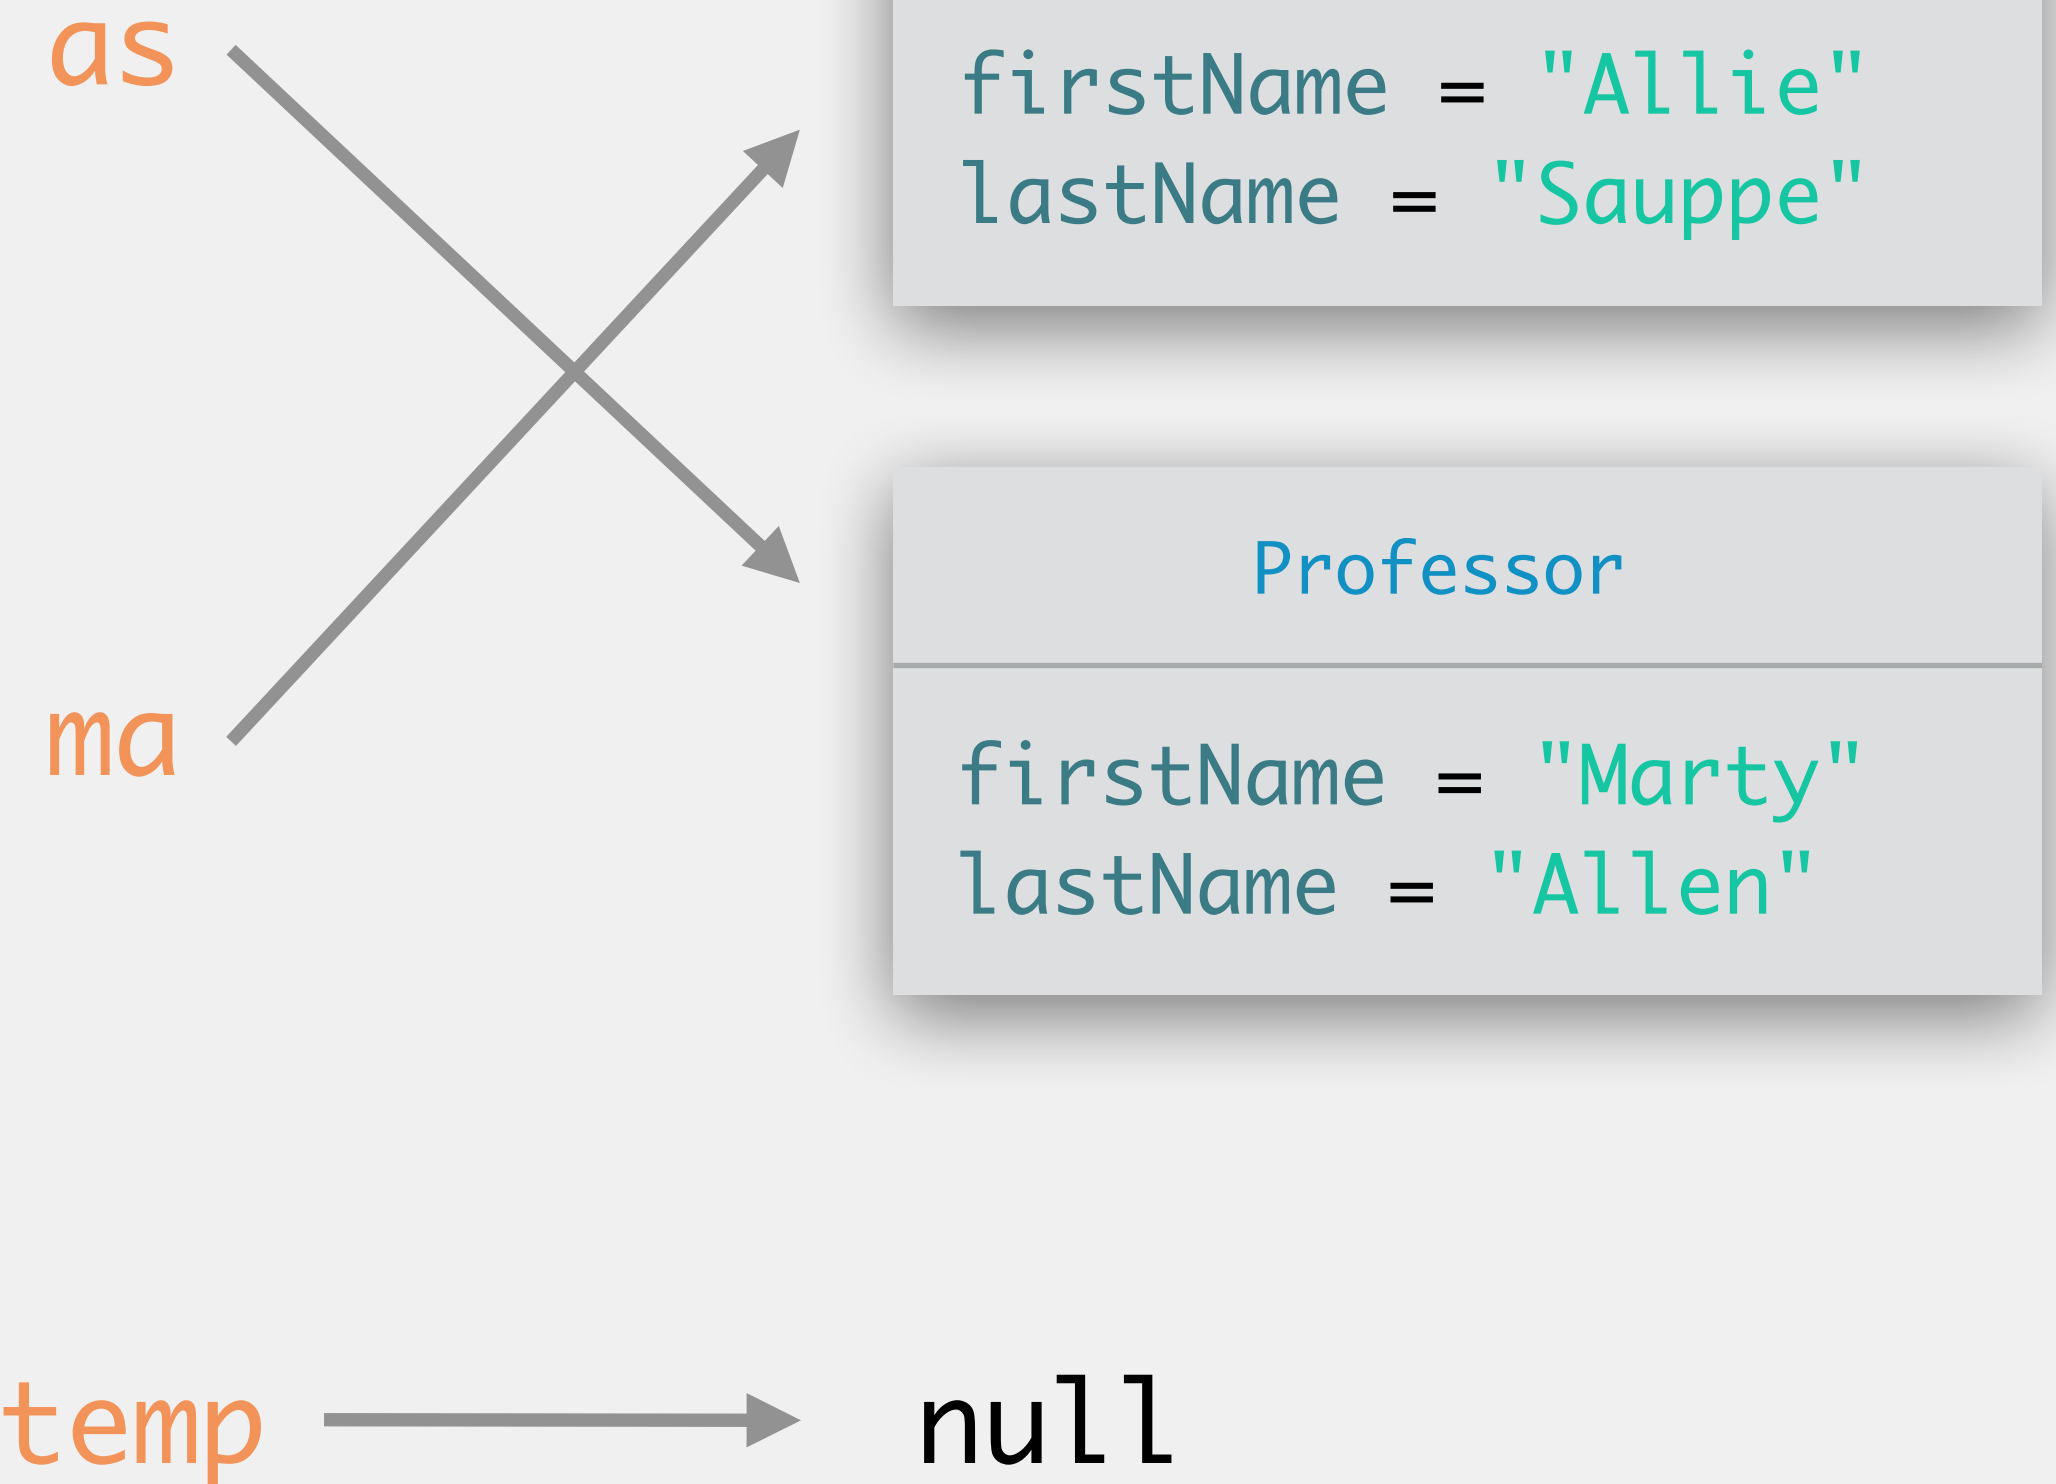 as
firstName = "Allie"
lastName = "Sauppe"
Professor
ma
firstName = "Marty"
lastName = "Allen"
temp
null